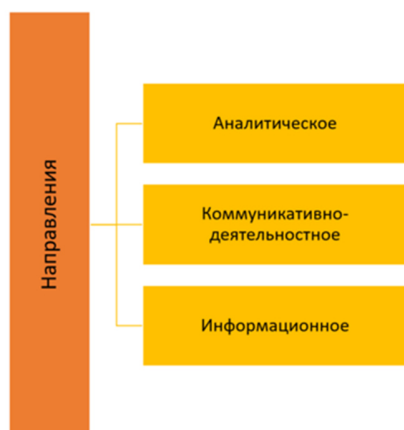 Направления
Аналитическое
Коммуникативно-
деятельностное
Информационное